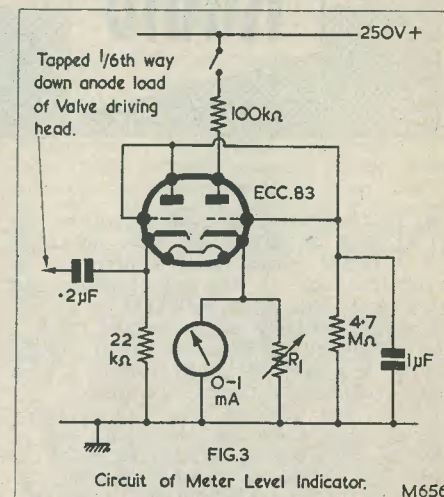 250V+
Tapped 1/6th way
down anode load
of Valve driving
head.
100kΩ
ECC.83
·2µF
22
kΩ
0-1
mA
R1
4·7
MΩ
1µF
FIG.3
Circuit of Meter Level Indicator.
M656